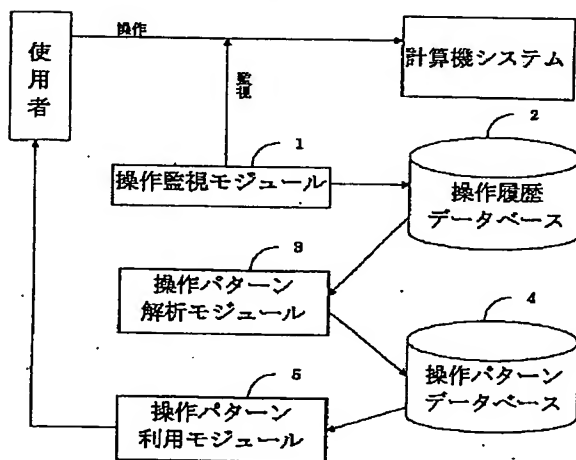 使用者
操作
計算機システム
監視
1
2
操作監視モジュール
操作履歴
データベース
3
操作パターン
解析モジュール
4
操作パターン
データベース
5
操作パターン
利用モジュール